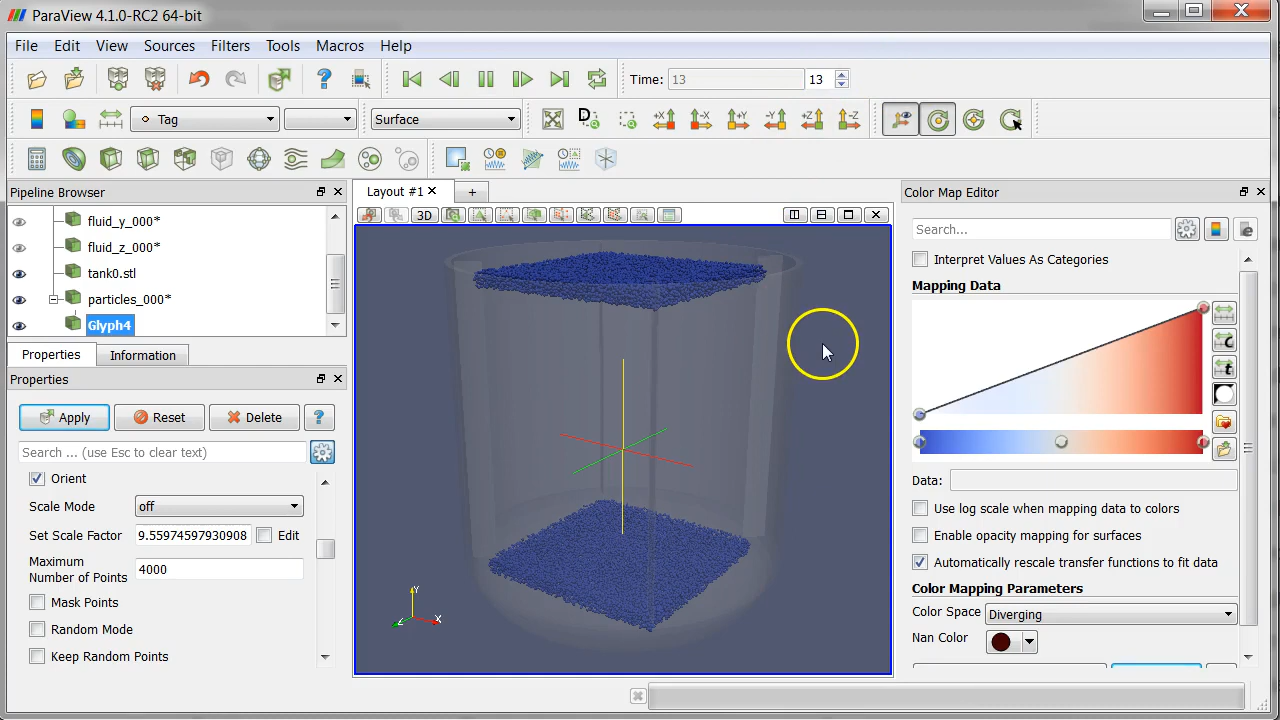 ParaView 4.1.0-RC2 64-bit
File Edit View Sources Filters Tools Macros Help
Time: 13 13
Tag Surface +X -X +Y -Y +Z -Z
Pipeline Browser
fluid_y_000*
fluid_z_000*
tank0.stl
particles_000*
Glyph4
Properties Information
Properties
Apply Reset Delete ?
Search ... (use Esc to clear text)
Orient
Scale Mode off
Set Scale Factor 9.55974597930908 Edit
Maximum
Number of Points 4000
Mask Points
Random Mode
Keep Random Points
Layout #1 +
3D
Y
X
Z
Color Map Editor
Search...
Interpret Values As Categories
Mapping Data
Data:
Use log scale when mapping data to colors
Enable opacity mapping for surfaces
Automatically rescale transfer functions to fit data
Color Mapping Parameters
Color Space Diverging
Nan Color